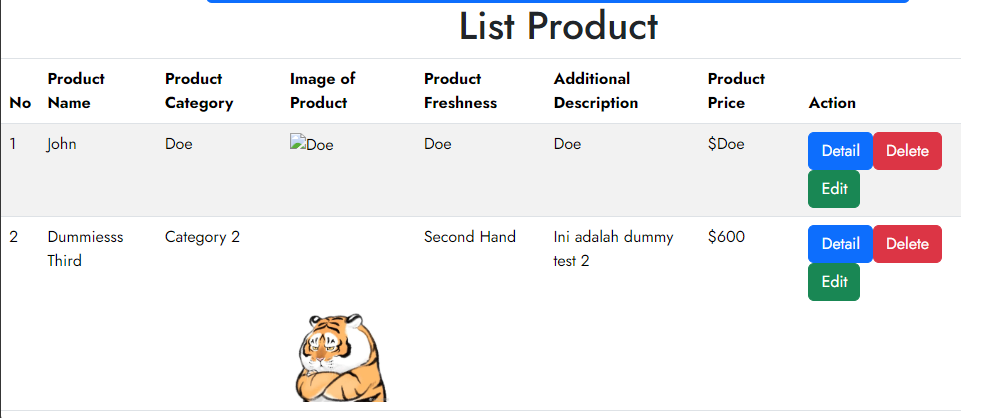 List Product
No Product Name Product Category Image of Product Product Freshness Additional Description Product Price Action
1 John Doe Doe Doe Doe $Doe Detail Delete
Edit
2 Dummiesss Third Category 2 Second Hand Ini adalah dummy test 2 $600 Detail Delete
Edit